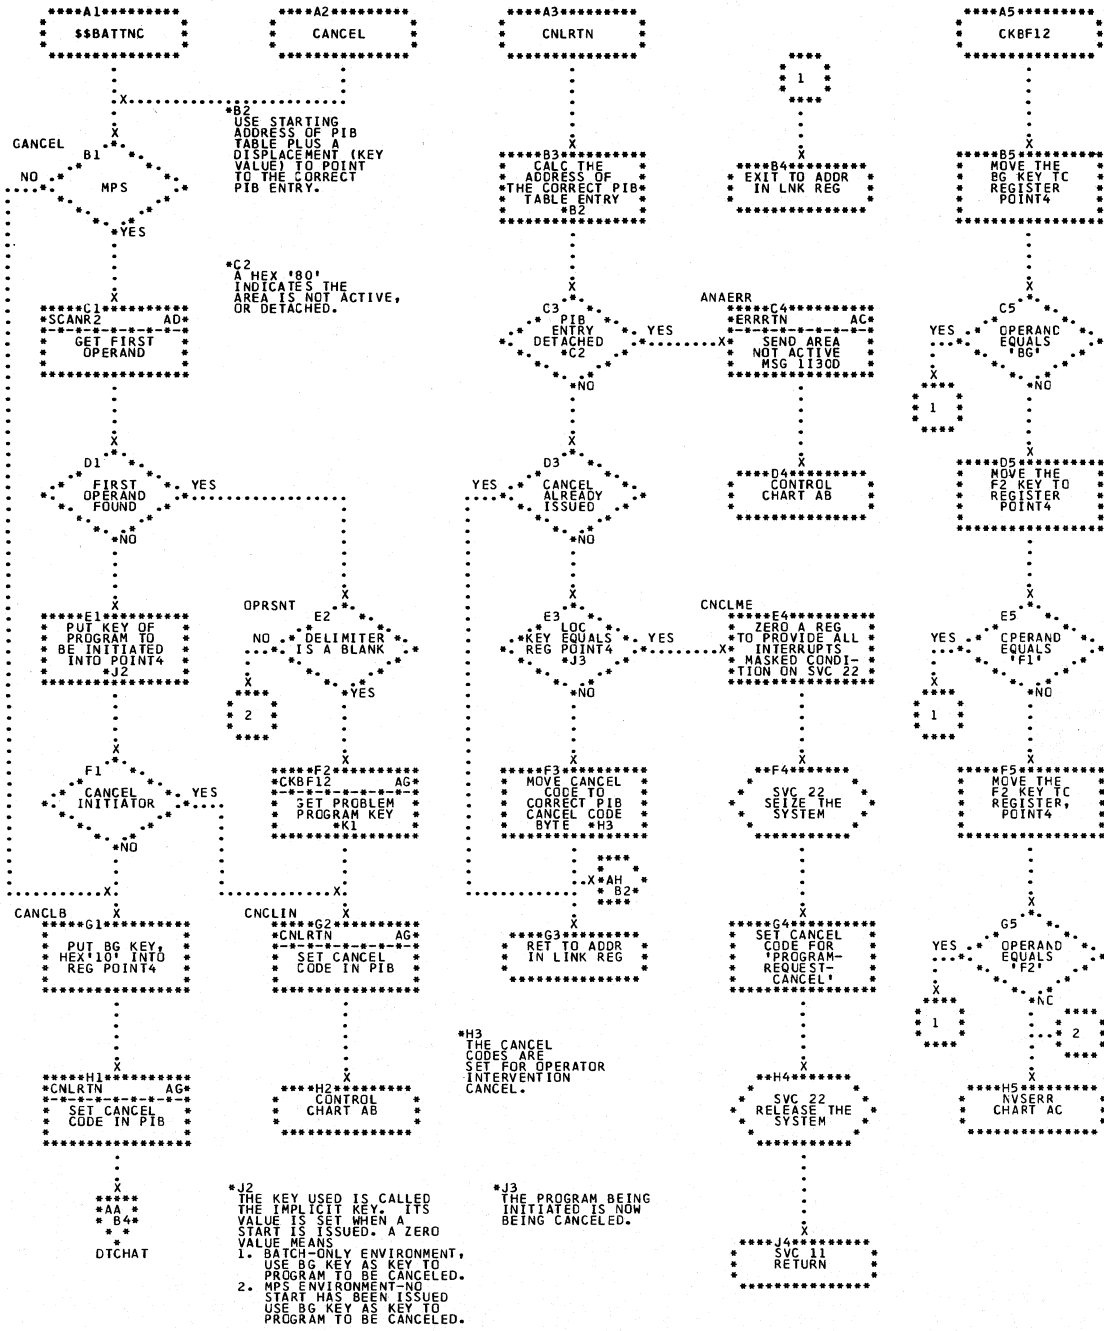 A1
$$BATTNC
A2
CANCEL
A3
CNLRTN
1
A5
CKBF12
*B2
USE STARTING
ADDRESS OF PIB
TABLE PLUS A
DISPLACEMENT (KEY
VALUE) TO POINT
TO THE CORRECT
PIB ENTRY.
CANCEL
B1
MPS
NO
*YES
B3
CALC THE
ADDRESS OF
THE CORRECT PIB
TABLE ENTRY
*B2
B4
EXIT TO ADDR
IN LNK REG
B5
MOVE THE
BG KEY TO
REGISTER
POINT4
*C2
A HEX '80'
INDICATES THE
AREA IS NOT ACTIVE,
OR DETACHED.
C1
*SCANR2 AD*
GET FIRST
OPERAND
C3
PIB
ENTRY
DETACHED
*C2
YES
*NO
ANAERR
C4
*ERRRTN AC*
SEND AREA
NOT ACTIVE
MSG 1I30D
C5
OPERAND
EQUALS
'BG'
YES
*NO
1
D1
FIRST
OPERAND
FOUND
YES
*NO
D3
CANCEL
ALREADY
ISSUED
YES
*NO
D4
CONTROL
CHART AB
D5
MOVE THE
F2 KEY TO
REGISTER
POINT4
E1
PUT KEY OF
PROGRAM TO
BE INITIATED
INTO POINT4
*J2
OPRSNT
E2
DELIMITER
IS A BLANK
NO
*YES
2
E3
LOC
KEY EQUALS
REG POINT4
*J3
YES
*NO
CNCLME
E4
ZERO A REG
TO PROVIDE ALL
INTERRUPTS
MASKED CONDI-
TION ON SVC 22
E5
OPERAND
EQUALS
'F1'
YES
*NO
1
F1
CANCEL
INITIATOR
YES
*NO
F2
*CKBF12 AG*
GET PROBLEM
PROGRAM KEY
*K1
F3
MOVE CANCEL
CODE TO
CORRECT PIB
CANCEL CODE
BYTE *H3
F4
SVC 22
SEIZE THE
SYSTEM
F5
MOVE THE
F2 KEY TO
REGISTER,
POINT4
*AH
B2*
CANCLB
G1
PUT BG KEY,
HEX'10' INTO
REG POINT4
CNCLIN
G2
*CNLRTN AG*
SET CANCEL
CODE IN PIB
G3
RET TO ADDR
IN LINK REG
G4
SET CANCEL
CODE FOR
'PROGRAM-
REQUEST-
CANCEL'
G5
OPERAND
EQUALS
'F2'
YES
*NO
1
2
*H3
THE CANCEL
CODES ARE
SET FOR OPERATOR
INTERVENTION
CANCEL.
H1
*CNLRTN AG*
SET CANCEL
CODE IN PIB
H2
CONTROL
CHART AB
H4
SVC 22
RELEASE THE
SYSTEM
H5
NVSERR
CHART AC
*AA *
* B4*
DTCHAT
*J2
THE KEY USED IS CALLED
THE IMPLICIT KEY. ITS
VALUE IS SET WHEN A
START IS ISSUED. A ZERO
VALUE MEANS
1. BATCH-ONLY ENVIRONMENT,
USE BG KEY AS KEY TO
PROGRAM TO BE CANCELED.
2. MPS ENVIRONMENT-NO
START HAS BEEN ISSUED
USE BG KEY AS KEY TO
PROGRAM TO BE CANCELED.
*J3
THE PROGRAM BEING
INITIATED IS NOW
BEING CANCELED.
J4
SVC 11
RETURN